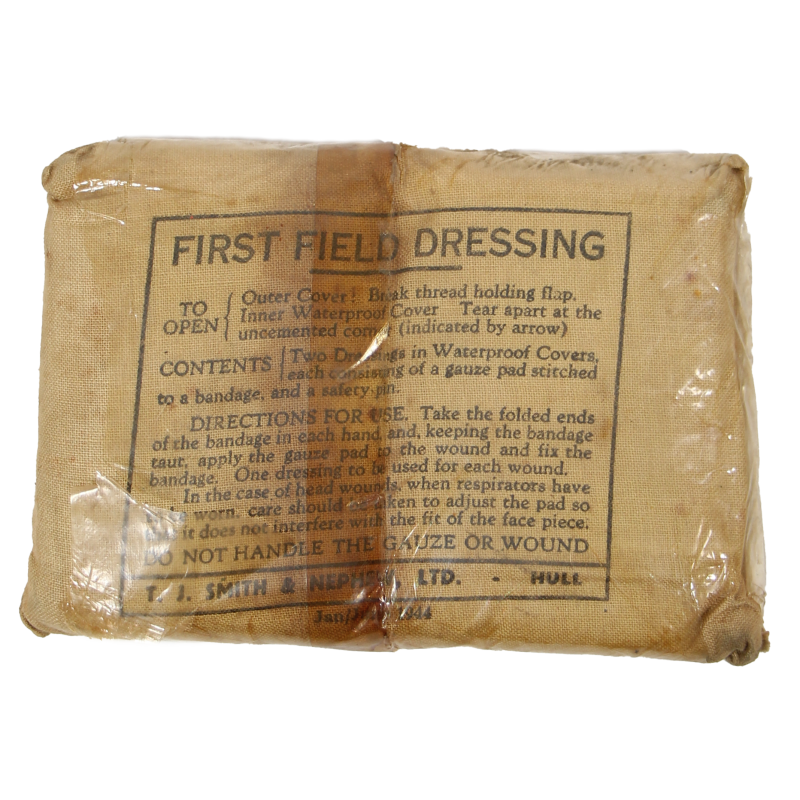 FIRST FIELD DRESSING
TO OPEN { Outer Cover: Break thread holding flap.
Inner Waterproof Cover Tear apart at the
uncemented corner (indicated by arrow)
CONTENTS { Two Dressings in Waterproof Covers,
each consisting of a gauze pad stitched
to a bandage, and a safety-pin.
DIRECTIONS FOR USE. Take the folded ends
of the bandage in each hand and, keeping the bandage
taut, apply the gauze pad to the wound and fix the
bandage. One dressing to be used for each wound.
In the case of head wounds, when respirators have
to be worn, care should be taken to adjust the pad so
that it does not interfere with the fit of the face piece.
DO NOT HANDLE THE GAUZE OR WOUND
T. J. SMITH & NEPHEW, LTD. - HULL
Jan/ 1944